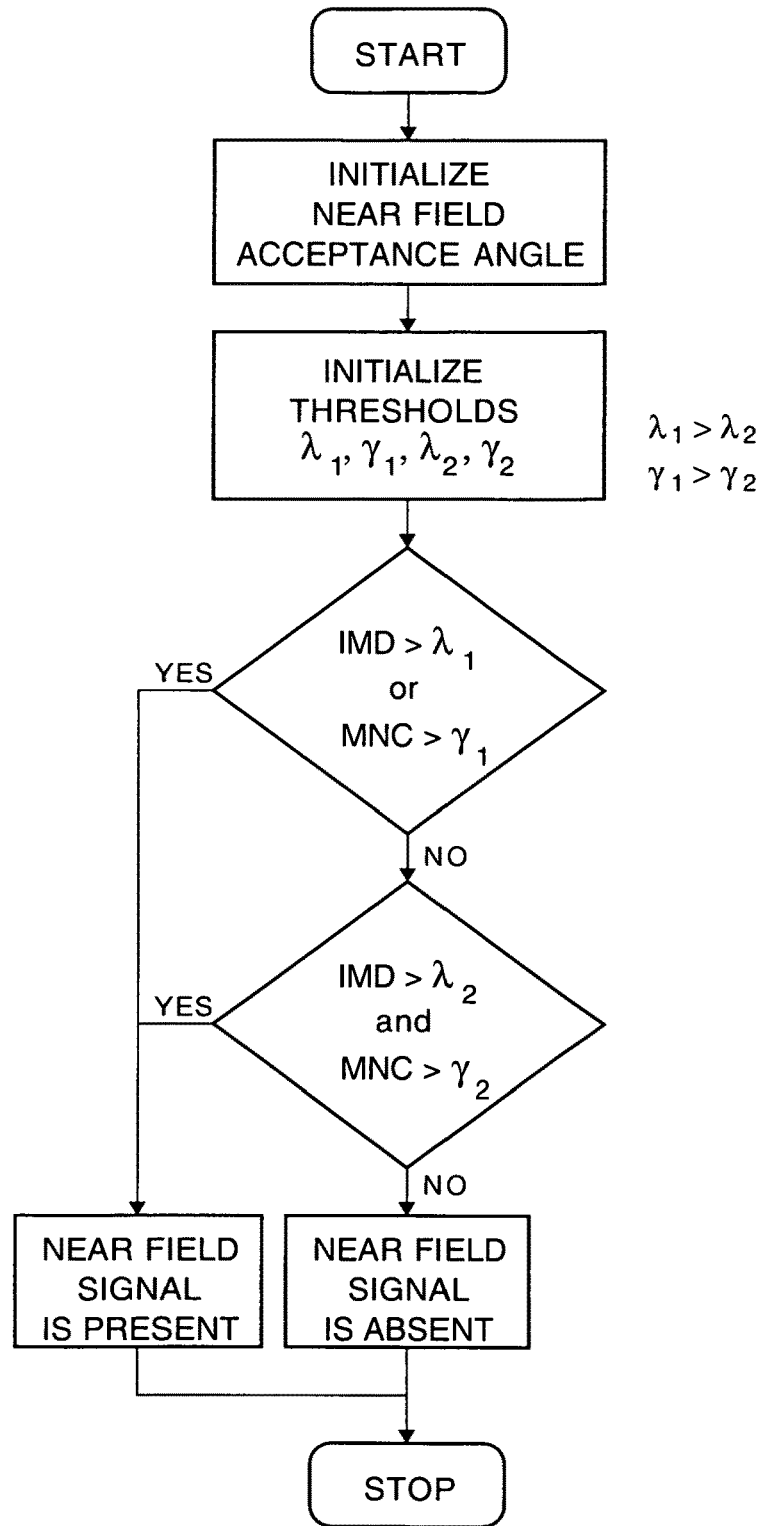 START
INITIALIZE
NEAR FIELD
ACCEPTANCE ANGLE
INITIALIZE
THRESHOLDS
λ₁, γ₁, λ₂, γ₂
λ₁ > λ₂
γ₁ > γ₂
IMD > λ₁
or
MNC > γ₁
YES
NO
IMD > λ₂
and
MNC > γ₂
YES
NO
NEAR FIELD
SIGNAL
IS PRESENT
NEAR FIELD
SIGNAL
IS ABSENT
STOP